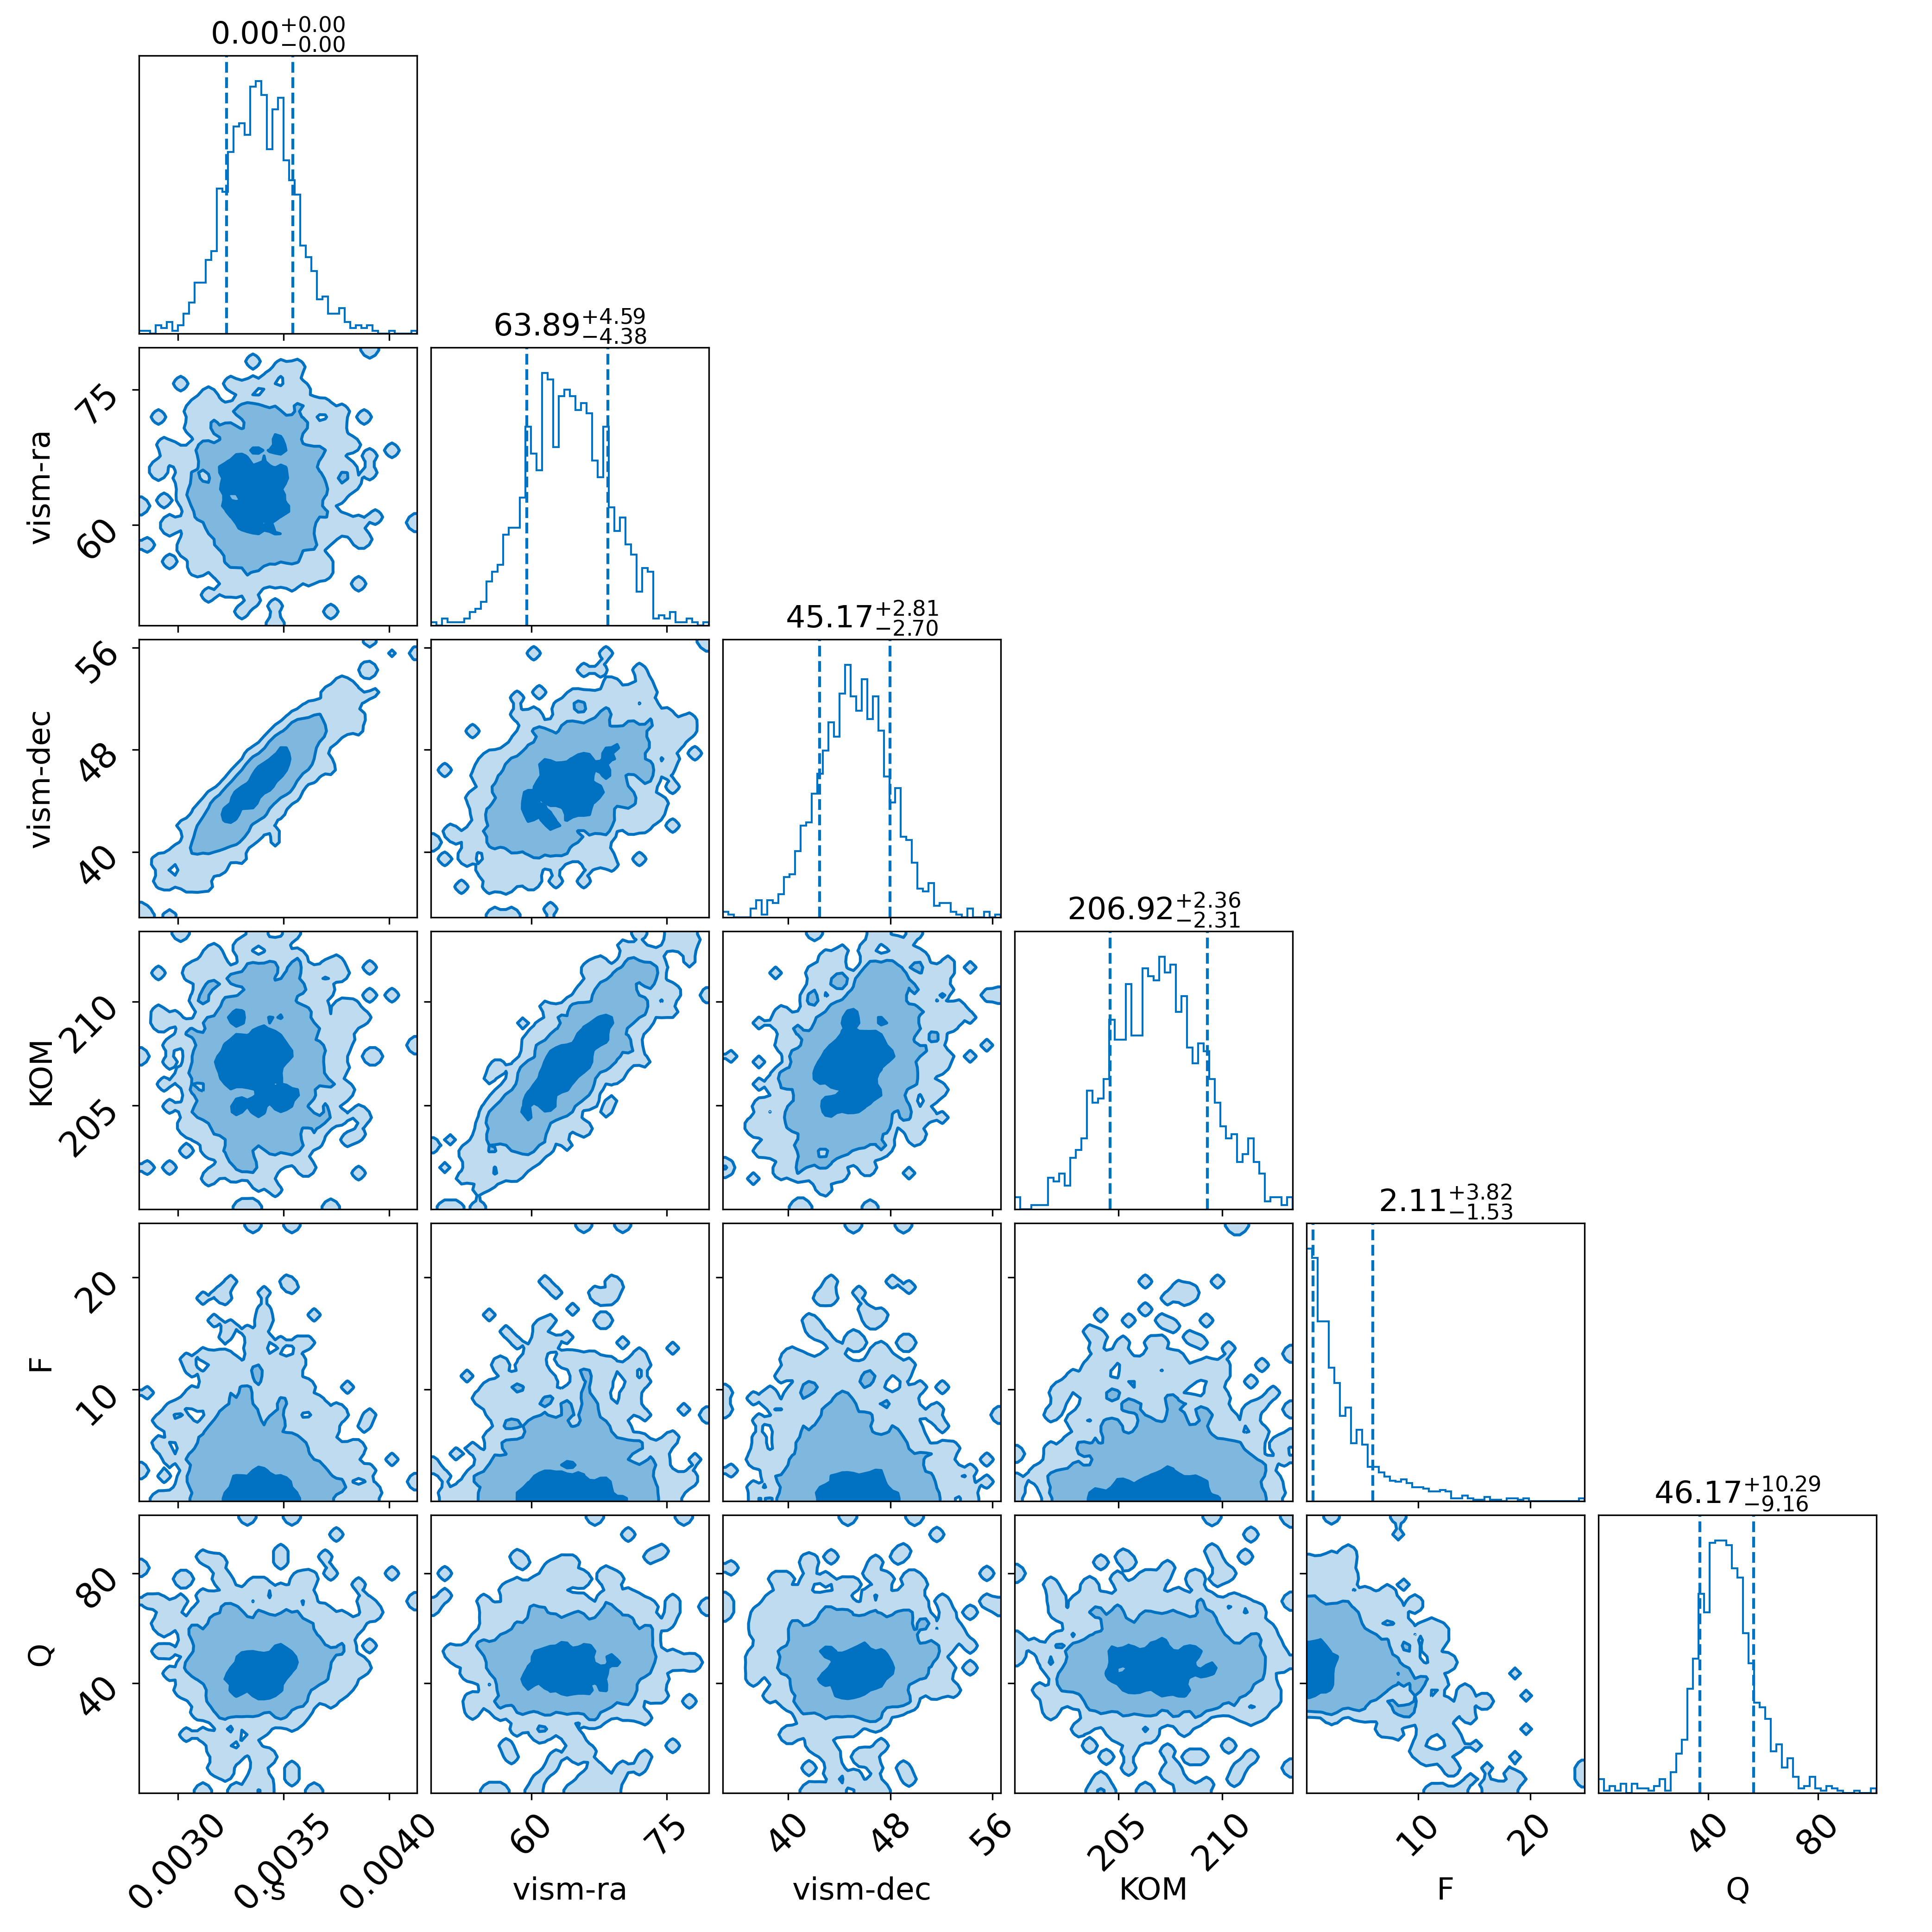 0.00+0.00−0.00
63.89+4.59−4.38
75
60
vism-ra
45.17+2.81−2.70
56
48
40
vism-dec
206.92+2.36−2.31
210
205
KOM
2.11+3.82−1.53
20
10
F
46.17+10.29−9.16
80
40
Q
0.0030 0.0035 0.0040 60 75 40 48 56 205 210 10 20 40 80
s vism-ra vism-dec KOM F Q